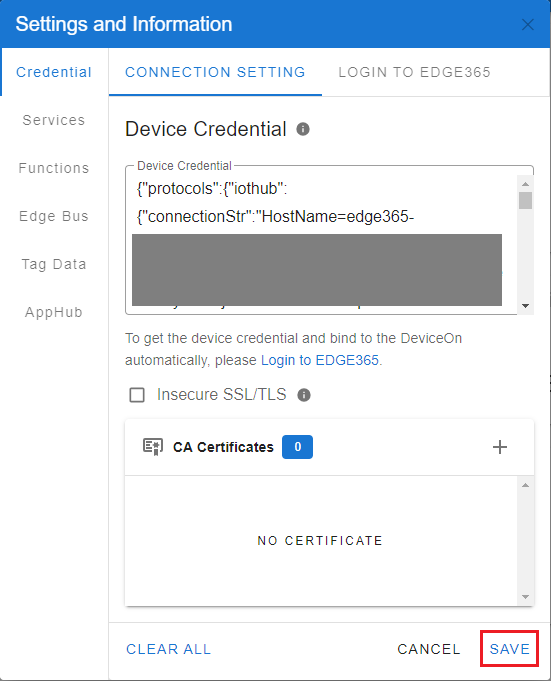 Settings and Information
Credential
Services
Functions
Edge Bus
Tag Data
AppHub
CONNECTION SETTING
LOGIN TO EDGE365
Device Credential
Device Credential
{"protocols":{"iothub":
{"connectionStr":"HostName=edge365-
To get the device credential and bind to the DeviceOn
automatically, please Login to EDGE365.
Insecure SSL/TLS
CA Certificates 0
NO CERTIFICATE
CLEAR ALL
CANCEL
SAVE